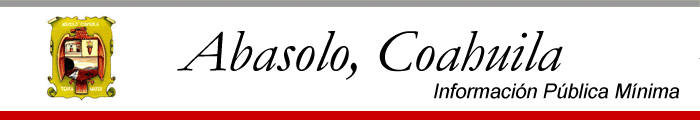 Abasolo, Coahuila
Información Pública Mínima